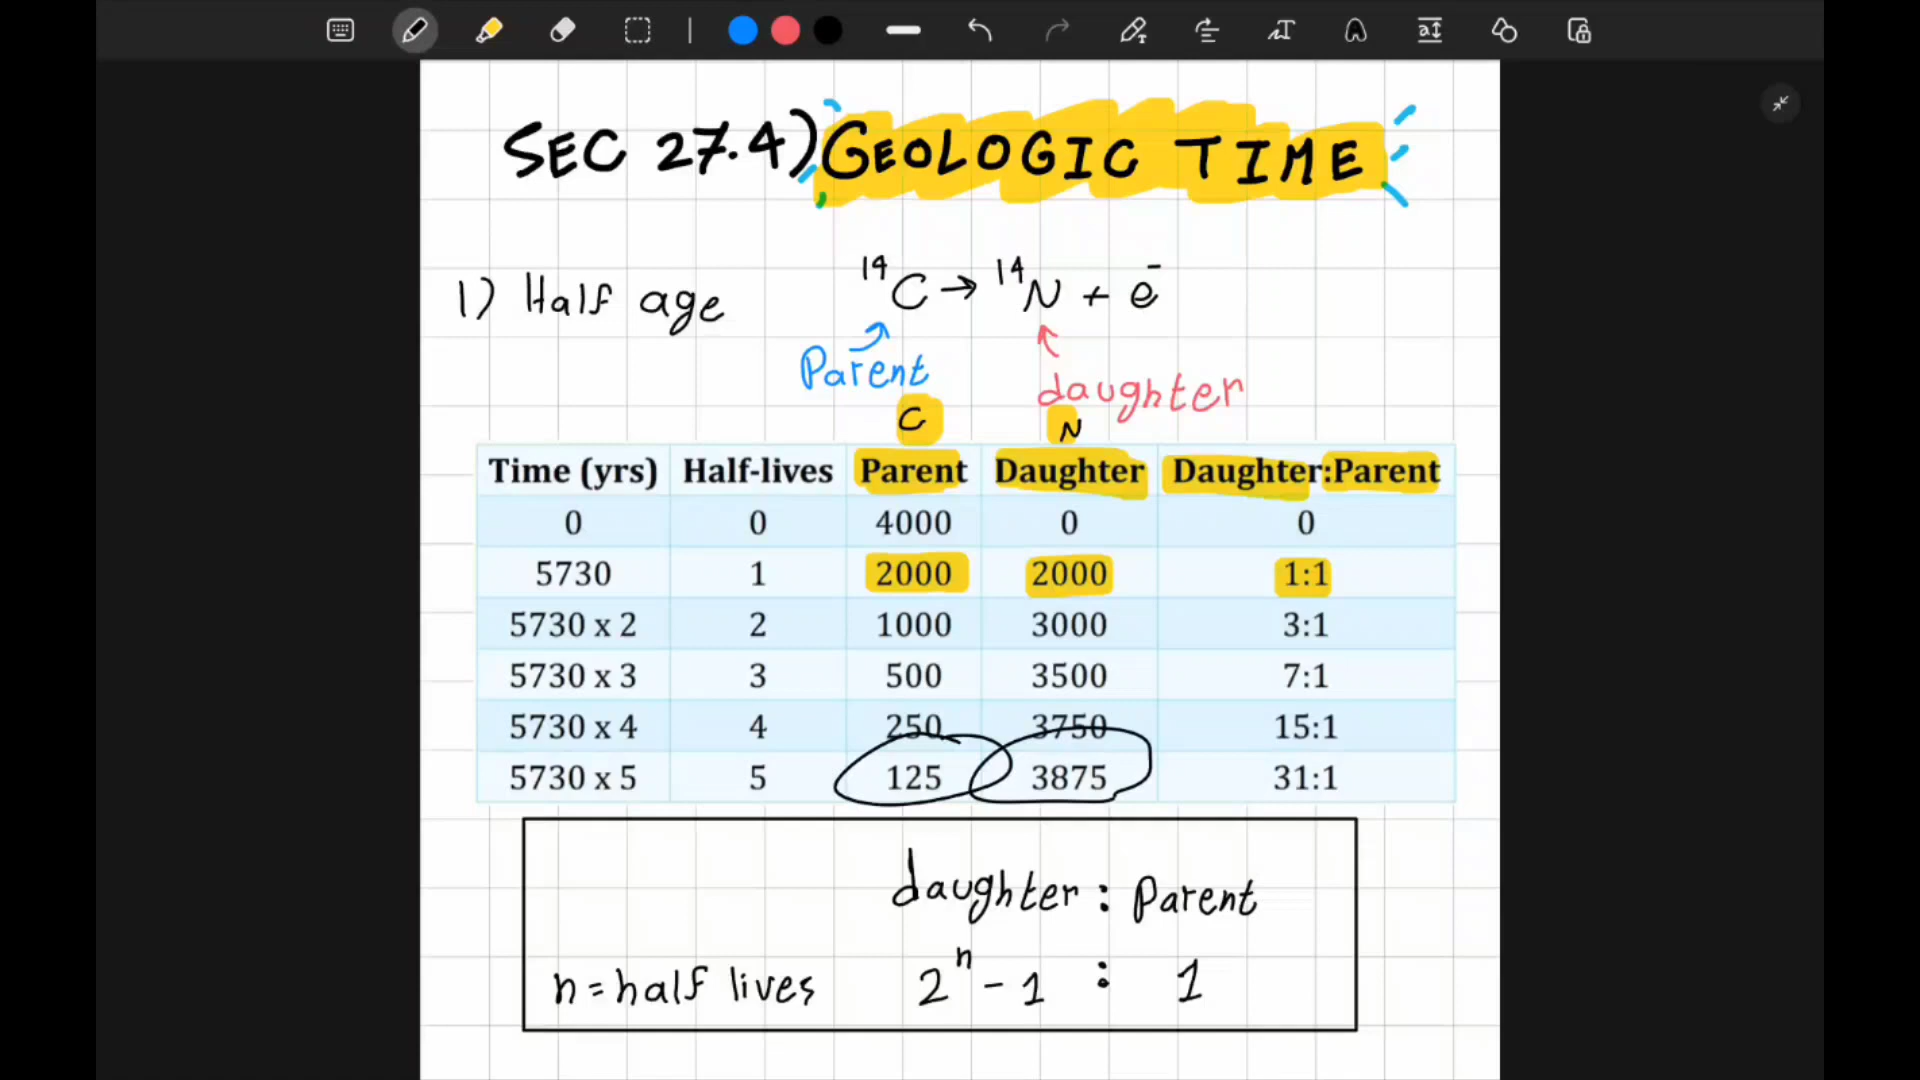 SEC 27.4) GEOLOGIC TIME
1) Half age
¹⁴C → ¹⁴N + e⁻
Parent
daughter
C N
Time (yrs) Half-lives Parent Daughter Daughter:Parent
0 0 4000 0 0
5730 1 2000 2000 1:1
5730 x 2 2 1000 3000 3:1
5730 x 3 3 500 3500 7:1
5730 x 4 4 250 3750 15:1
5730 x 5 5 125 3875 31:1
daughter : Parent
n = half lives 2ⁿ - 1 : 1